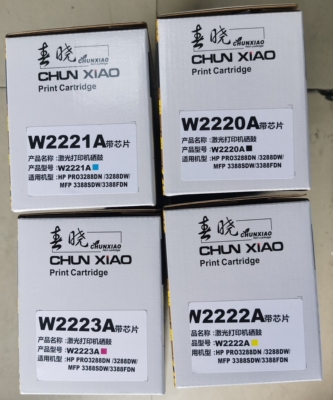 春晓 CHUNXIAO
CHUN XIAO
Print Cartridge
W2221A带芯片
产品名称:激光打印机硒鼓
产品型号:W2221A
适用机型:HP PRO3288DN /3288DW/
MFP 3388SDW/3388FDN
春晓 CHUNXIAO
CHUN XIAO
Print Cartridge
W2220A带芯片
产品名称:激光打印机硒鼓
产品型号:W2220A
适用机型:HP PRO3288DN /3288DW/
MFP 3388SDW/3388FDN
春晓 CHUNXIAO
CHUN XIAO
Print Cartridge
W2223A带芯片
产品名称:激光打印机硒鼓
产品型号:W2223A
适用机型:HP PRO3288DN /3288DW/
MFP 3388SDW/3388FDN
春晓 CHUNXIAO
CHUN XIAO
Print Cartridge
W2222A带芯片
品名称:激光打印机硒鼓
品型号:W2222A
用机型:HP PRO3288DN /3288DW/
MFP 3388SDW/3388FDN